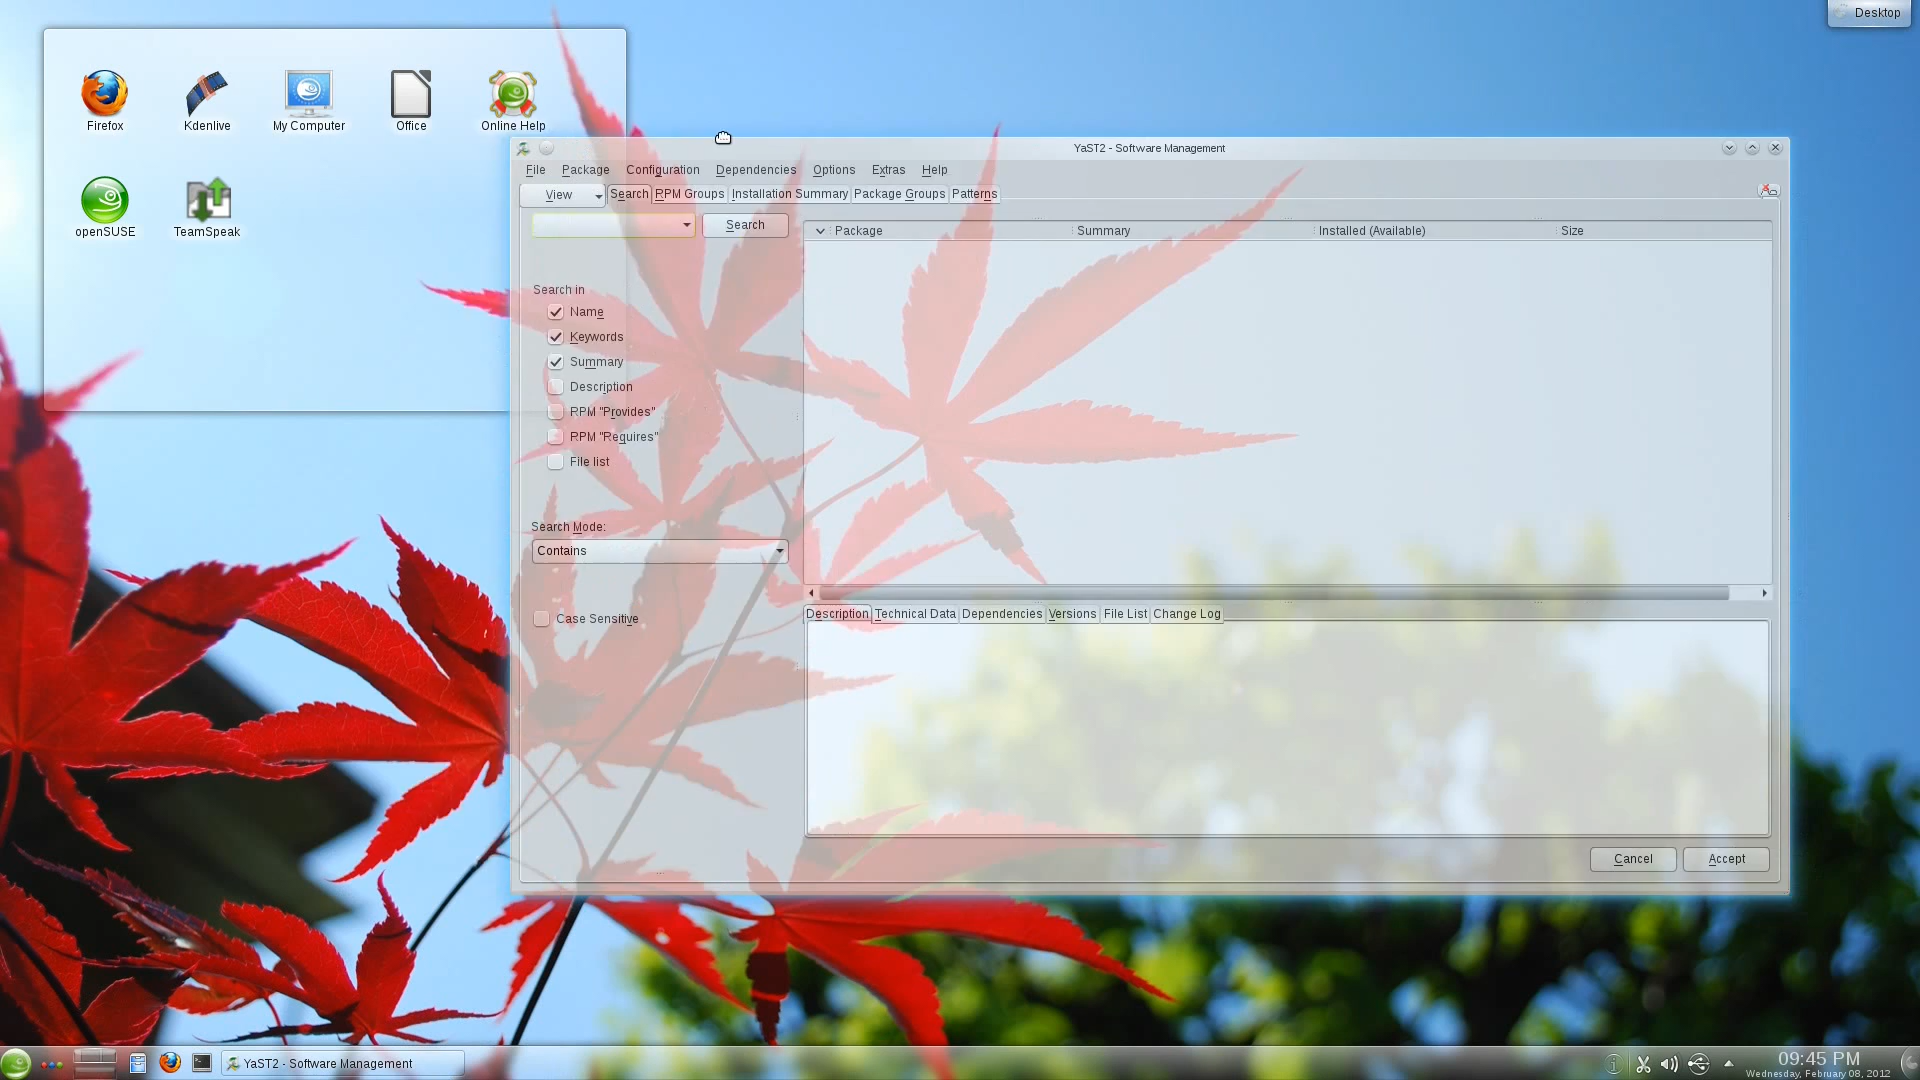 Desktop
Firefox
Kdenlive
My Computer
Office
Online Help
openSUSE
TeamSpeak
YaST2 - Software Management
File Package Configuration Dependencies Options Extras Help
View Search RPM Groups Installation Summary Package Groups Patterns
Search
Package Summary Installed (Available) Size
Search in
Name
Keywords
Summary
Description
RPM "Provides"
RPM "Requires"
File list
Search Mode:
Contains
Case Sensitive
Description Technical Data Dependencies Versions File List Change Log
Cancel Accept
YaST2 - Software Management
09:45 PM
Wednesday, February 08, 2012